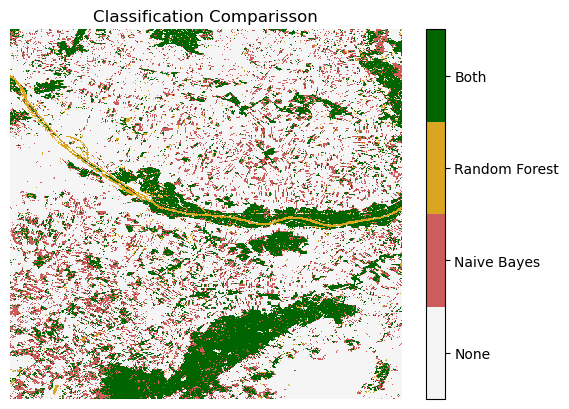 Classification Comparisson
Both
Random Forest
Naive Bayes
None